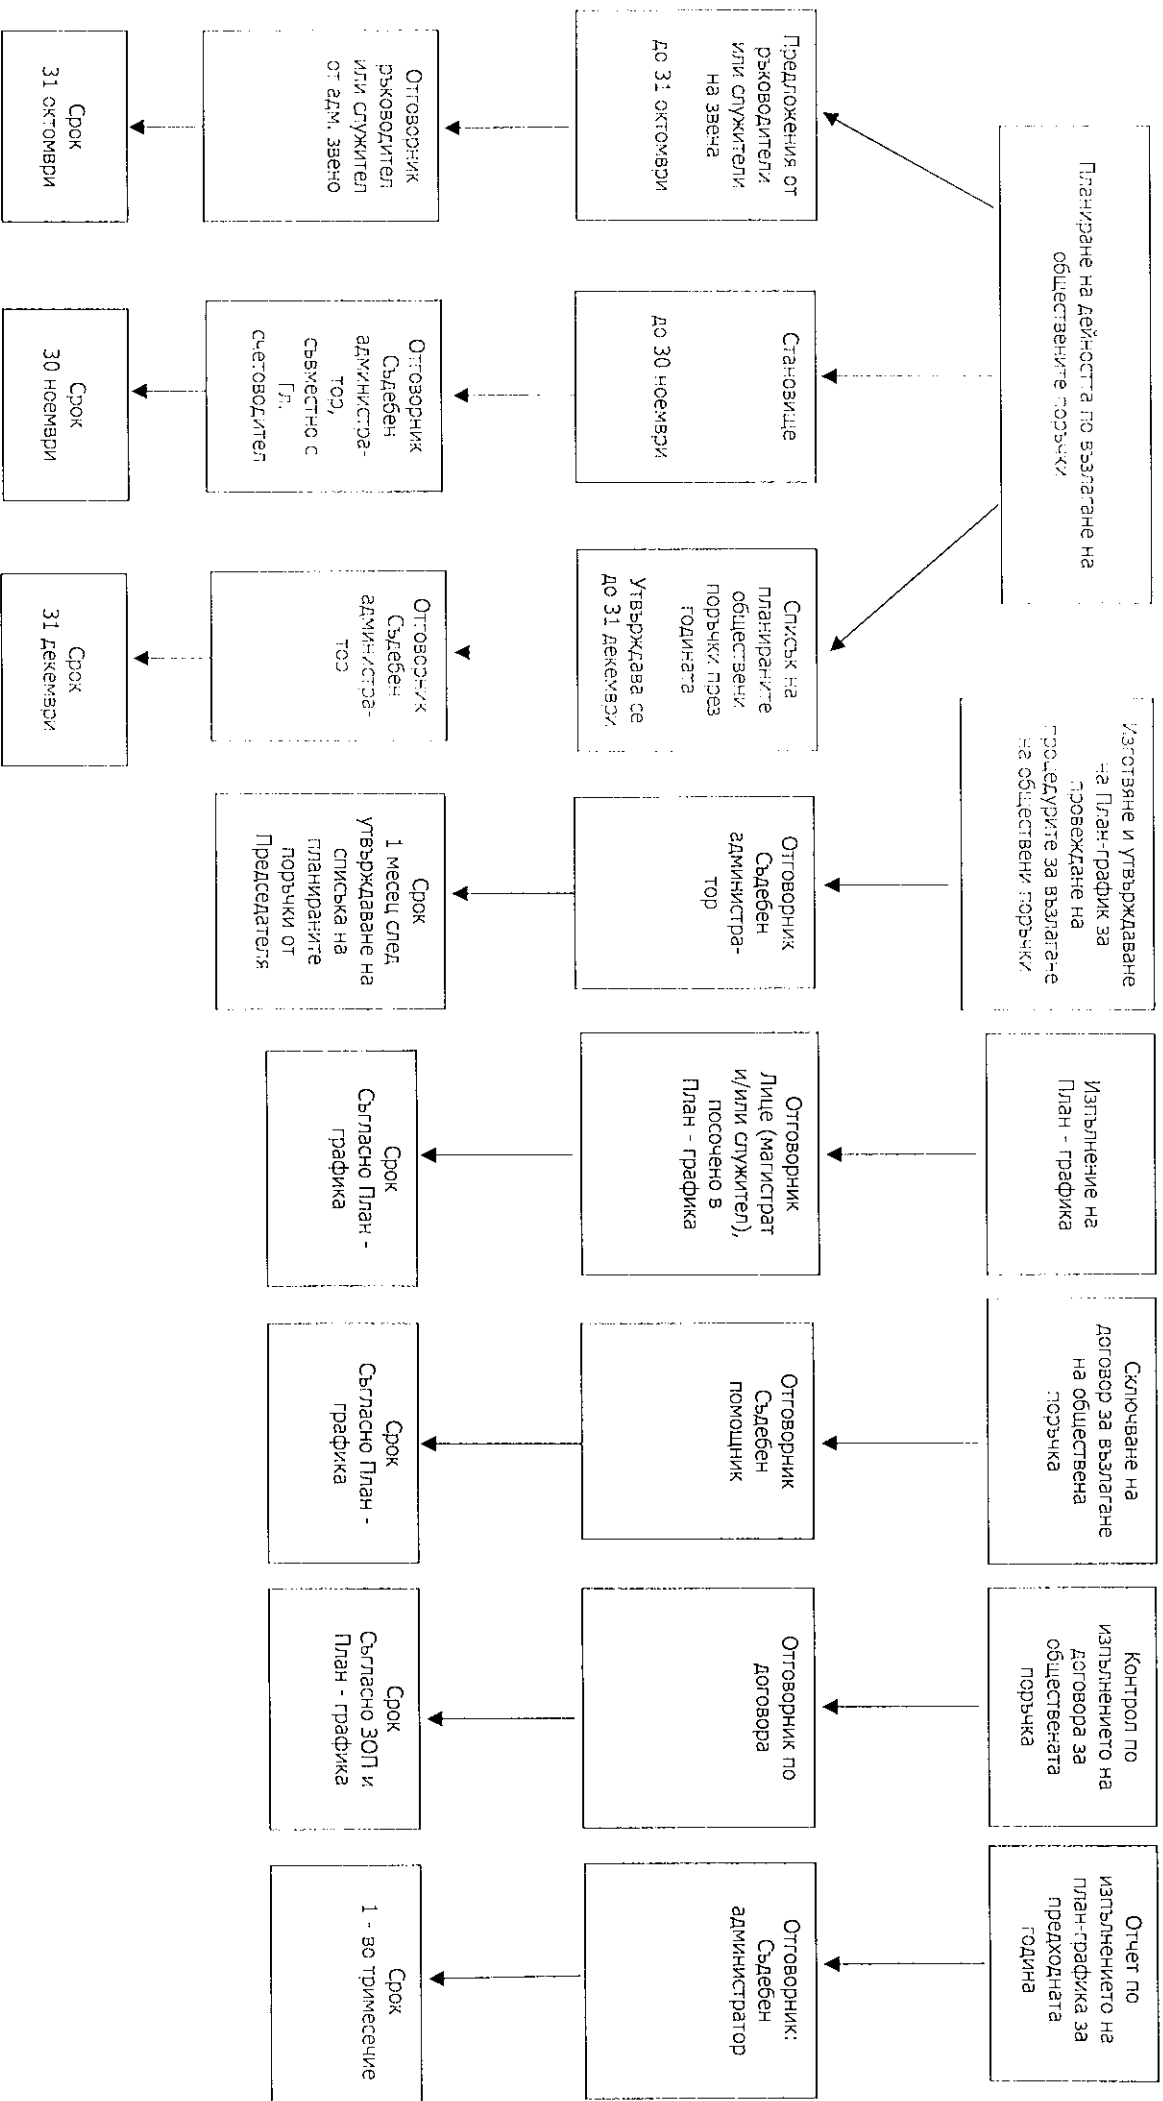 Планиране на дейността по възлагане на
обществените поръчки
Предложения от
ръководители
или служители
на звена
до 31 октомври
Отговорник
ръководител
или служител
от адм. звено
Срок
31 октомври
Становище
до 30 ноември
Отговорник
Съдебен
администра-
тор,
съвместно с
Гл.
счетоводител
Срок
30 ноември
Списък на
планираните
обществени
поръчки през
годината
Утвърждава се
до 31 декември
Отговорник
Съдебен
администра-
тор
Срок
31 декември
Изготвяне и утвърждаване
на План-график за
провеждане на
процедурите за възлагане
на обществени поръчки
Отговорник
Съдебен
администра-
тор
Срок
1 месец след
утвърждаване на
списъка на
планираните
поръчки от
Председателя
Изпълнение на
План - графика
Отговорник
Лице (магистрат
и/или служител),
посочено в
План - графика
Срок
Съгласно План -
графика
Сключване на
договор за възлагане
на обществена
поръчка
Отговорник
Съдебен
помощник
Срок
Съгласно План -
графика
Контрол по
изпълнението на
договора за
обществената
поръчка
Отговорник по
договора
Срок
Съгласно ЗОП и
План - графика
Отчет по
изпълнението на
план-графика за
предходната
година
Отговорник:
Съдебен
администратор
Срок
1 - во тримесечие